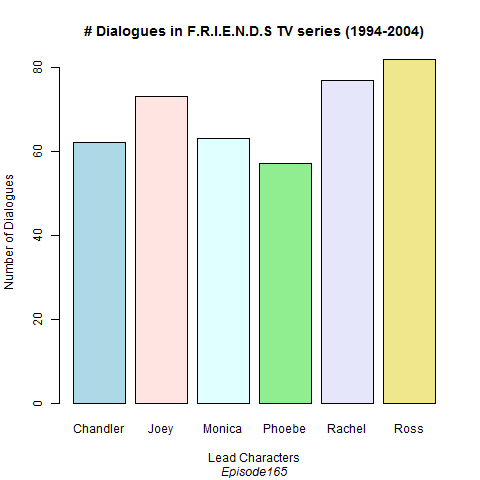 # Dialogues in F.R.I.E.N.D.S TV series (1994-2004)
Number of Dialogues
80
60
40
20
0
Chandler Joey Monica Phoebe Rachel Ross
Lead Characters
Episode165